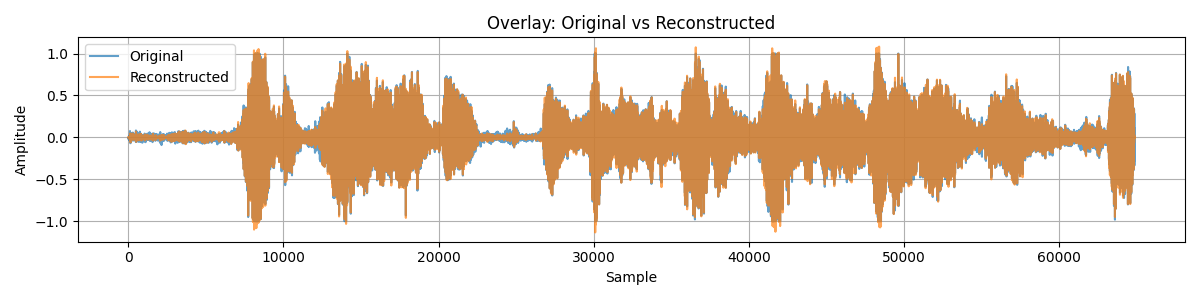 Overlay: Original vs Reconstructed
Original
Reconstructed
Amplitude
1.0
0.5
0.0
−0.5
−1.0
0 10000 20000 30000 40000 50000 60000
Sample